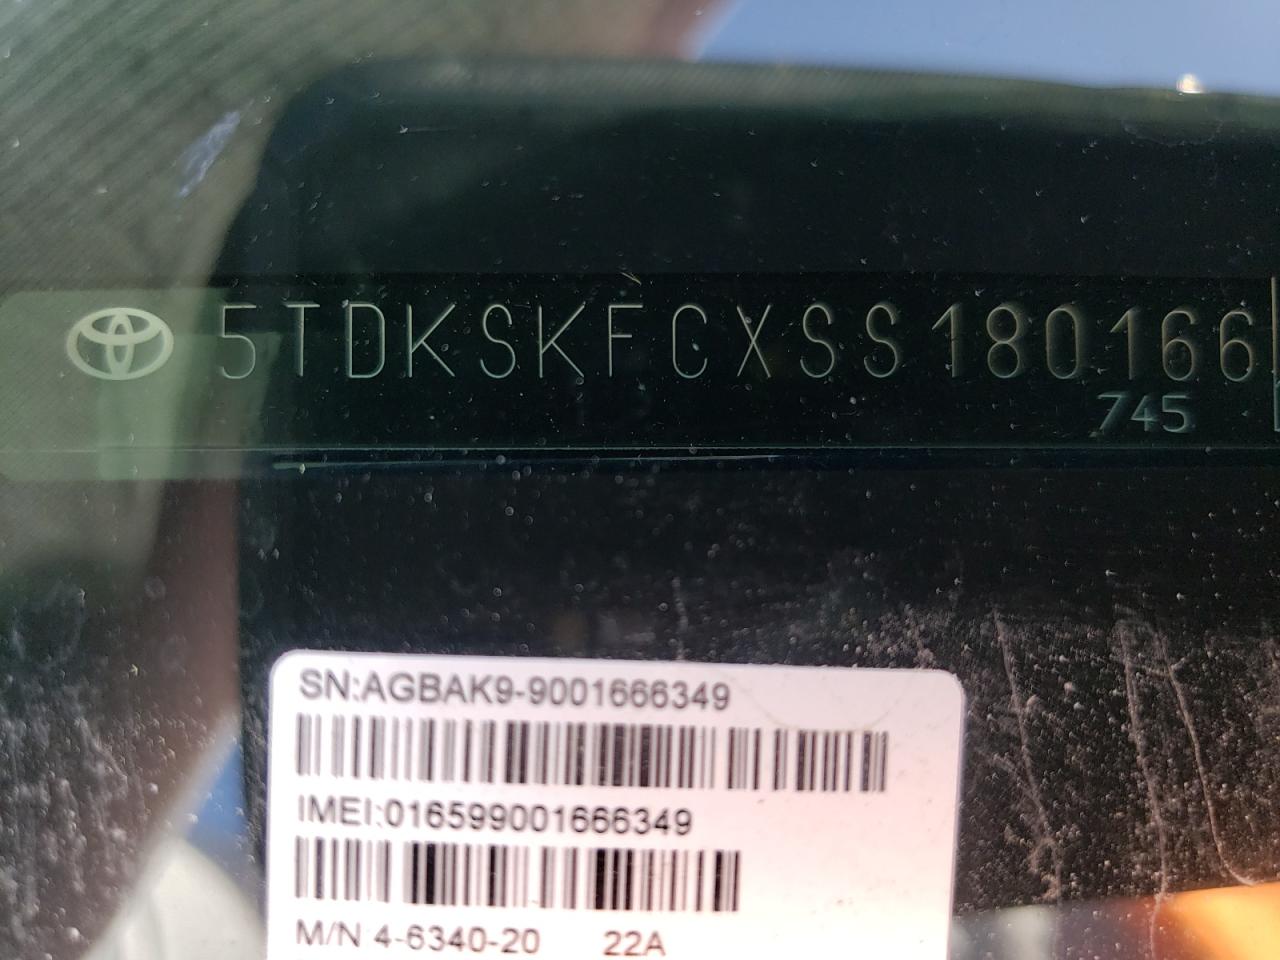 5TDKSKFCXSS180166
745
SN:AGBAK9-9001666349
IMEI:016599001666349
M/N:4-6340-20 22A